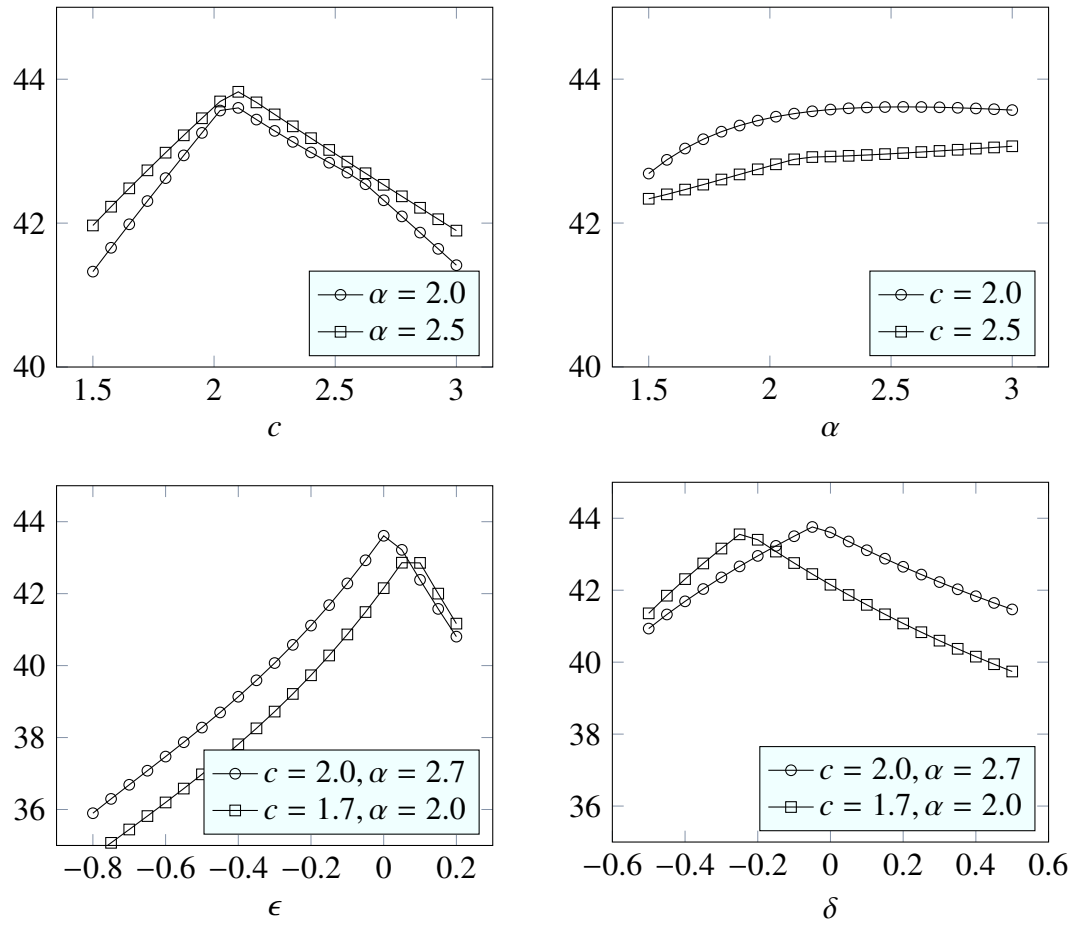 44
42
40
1.5 2 2.5 3
c
α = 2.0
α = 2.5
44
42
40
1.5 2 2.5 3
α
c = 2.0
c = 2.5
44
42
40
38
36
−0.8 −0.6 −0.4 −0.2 0 0.2
ϵ
c = 2.0, α = 2.7
c = 1.7, α = 2.0
44
42
40
38
36
−0.6 −0.4 −0.2 0 0.2 0.4 0.6
δ
c = 2.0, α = 2.7
c = 1.7, α = 2.0